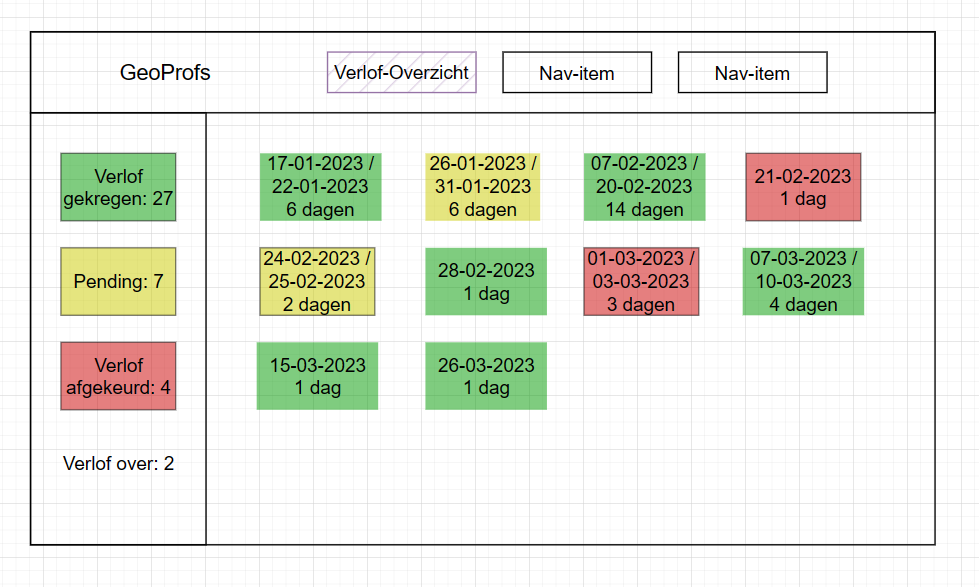 GeoProfs
Verlof-Overzicht
Nav-item
Nav-item
Verlof
gekregen: 27
17-01-2023 /
22-01-2023
6 dagen
26-01-2023 /
31-01-2023
6 dagen
07-02-2023 /
20-02-2023
14 dagen
21-02-2023
1 dag
Pending: 7
24-02-2023 /
25-02-2023
2 dagen
28-02-2023
1 dag
01-03-2023 /
03-03-2023
3 dagen
07-03-2023 /
10-03-2023
4 dagen
Verlof
afgekeurd: 4
15-03-2023
1 dag
26-03-2023
1 dag
Verlof over: 2